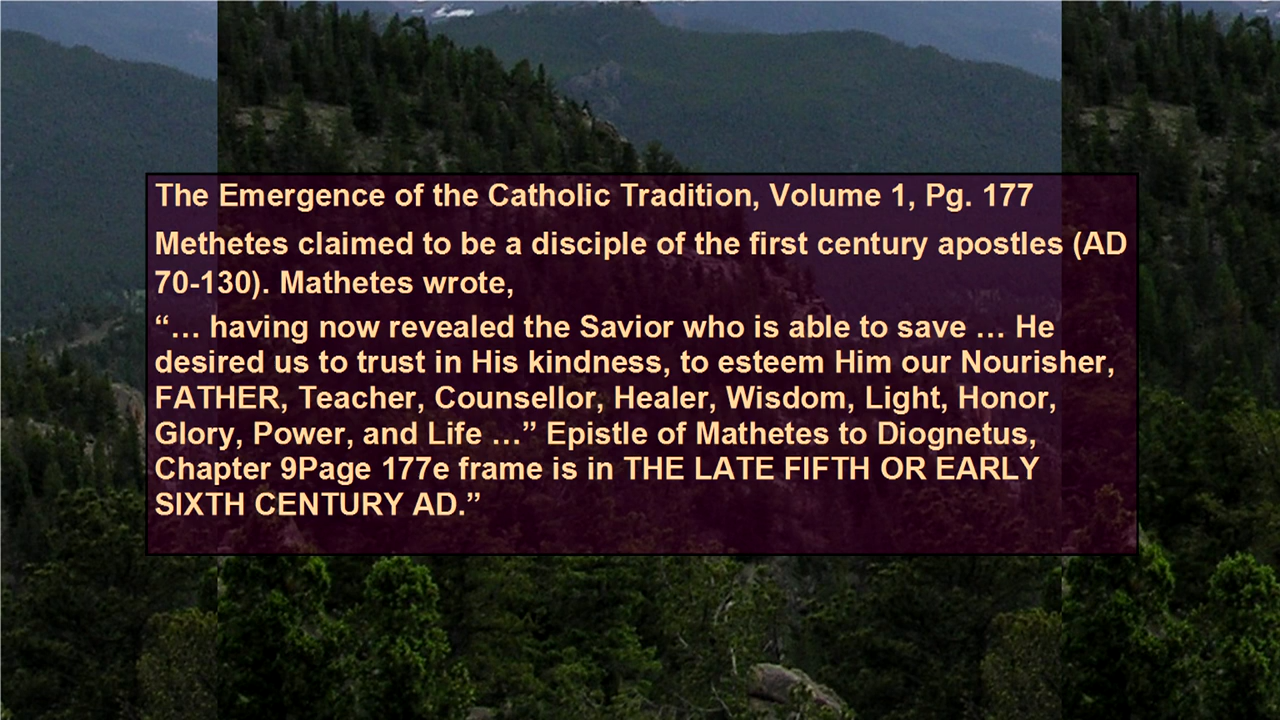 The Emergence of the Catholic Tradition, Volume 1, Pg. 177
Methetes claimed to be a disciple of the first century apostles (AD
70-130). Mathetes wrote,
“… having now revealed the Savior who is able to save … He
desired us to trust in His kindness, to esteem Him our Nourisher,
FATHER, Teacher, Counsellor, Healer, Wisdom, Light, Honor,
Glory, Power, and Life …” Epistle of Mathetes to Diognetus,
Chapter 9Page 177e frame is in THE LATE FIFTH OR EARLY
SIXTH CENTURY AD.”